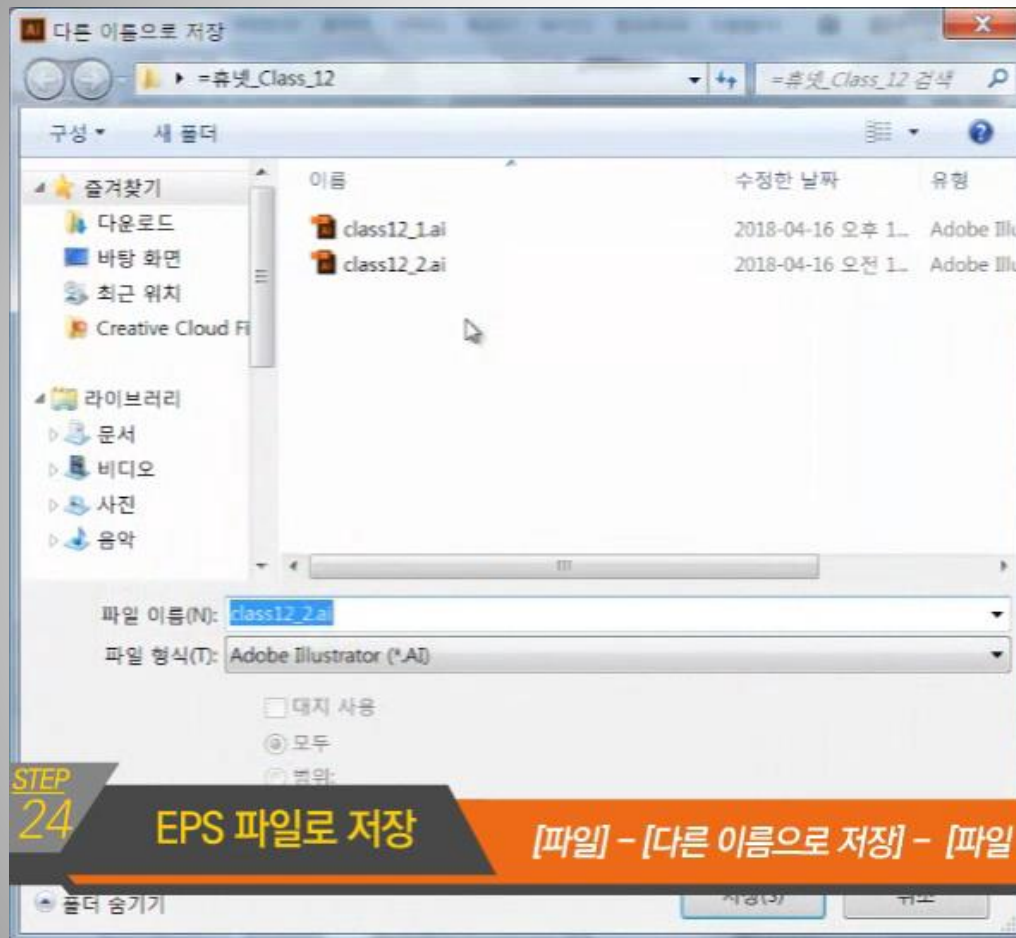 Ai 다른 이름으로 저장
=휴넷_Class_12
=휴넷_Class_12 검색
구성
새 폴더
즐겨찾기
다운로드
바탕 화면
최근 위치
Creative Cloud Fi
라이브러리
문서
비디오
사진
음악
이름 수정한 날짜 유형
class12_1.ai 2018-04-16 오후 1... Adobe Illu
class12_2.ai 2018-04-16 오전 1... Adobe Illu
파일 이름(N): class12_2.ai
파일 형식(T): Adobe Illustrator (*.AI)
대지 사용
모두
범위:
STEP
24
EPS 파일로 저장
[파일] - [다른 이름으로 저장] - [파일
폴더 숨기기
저장(S)
취소